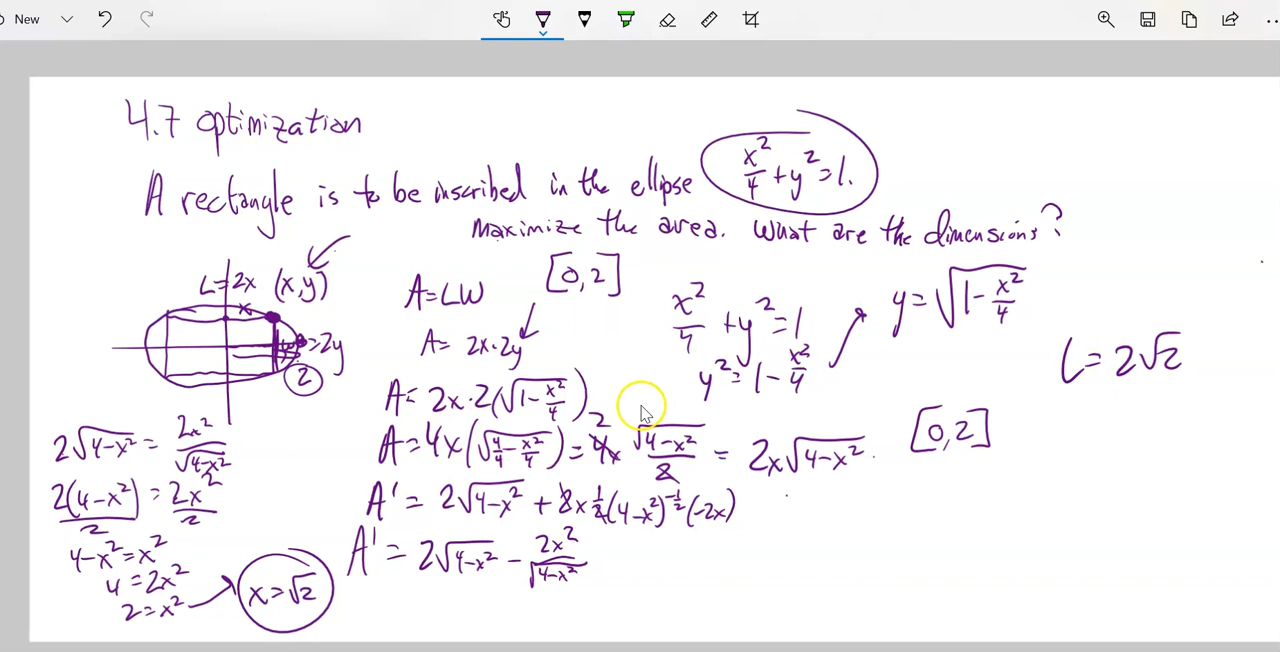 New
4.7 optimization
A rectangle is to be inscribed in the ellipse x²/4 + y² = 1.
Maximize the area. What are the dimensions?
L=2x (x,y)
x
=2y
2
A=LW [0,2]
A= 2x·2y
A= 2x·2(√(1-x²/4))
A=4x(√(4/4-x²/4)) = 4x 2 √(4-x²)/2 = 2x√(4-x²). [0,2]
A' = 2√(4-x²) + 2x 1/2(4-x²)^(-1/2)(-2x)
A' = 2√(4-x²) - 2x²/√(4-x²)
x²/4 + y² = 1
y² = 1 - x²/4
y=√(1-x²/4)
L=2√2
2√(4-x²) = 2x²/√(4-x²)
2(4-x²)/2 = 2x²/2
4-x²=x²
4=2x²
2=x²
x=√2